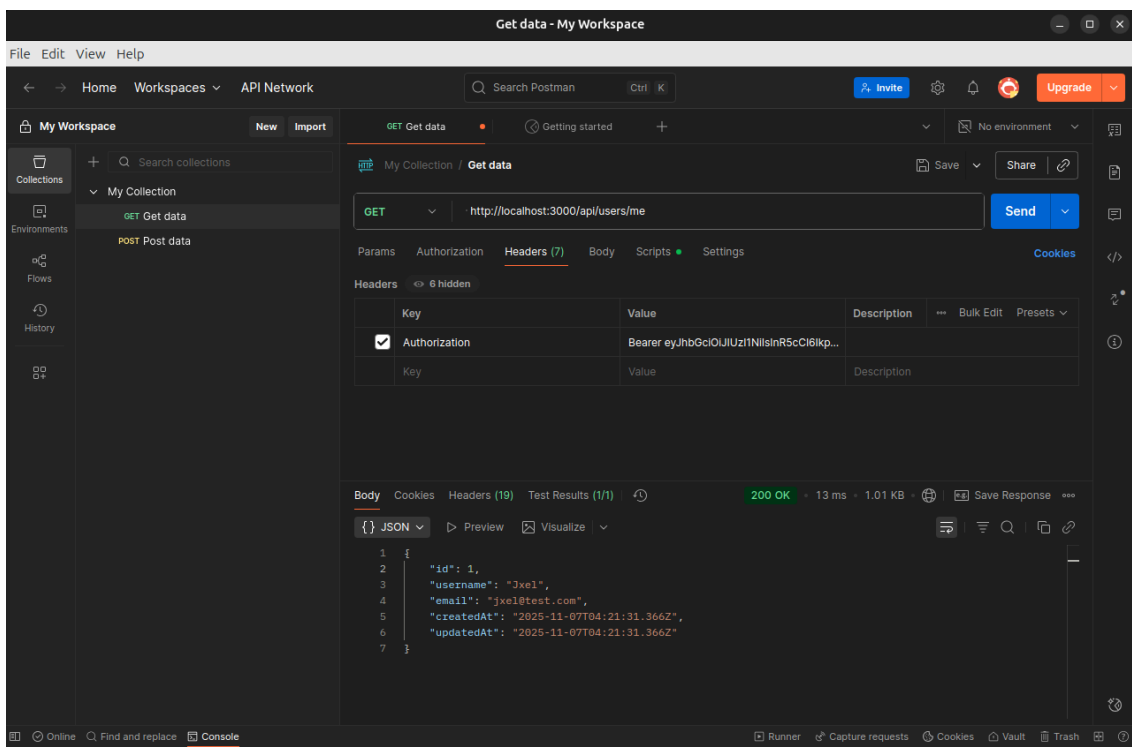 Get data - My Workspace
File Edit View Help
Home Workspaces API Network Search Postman Ctrl K Invite Upgrade
My Workspace New Import GET Get data Getting started No environment
Collections Search collections My Collection / Get data Save Share
My Collection
GET Get data GET http://localhost:3000/api/users/me Send
Environments
POST Post data
Params Authorization Headers (7) Body Scripts Settings Cookies
Flows
Headers 6 hidden
Key Value Description Bulk Edit Presets
History
Authorization Bearer eyJhbGciOiJIUzI1NiIsInR5cCI6Ikp...
Key Value Description
Body Cookies Headers (19) Test Results (1/1) 200 OK 13 ms 1.01 KB Save Response
{} JSON Preview Visualize
1 {
2 "id": 1,
3 "username": "Jxel",
4 "email": "jxel@test.com",
5 "createdAt": "2025-11-07T04:21:31.366Z",
6 "updatedAt": "2025-11-07T04:21:31.366Z"
7 }
Online Find and replace Console Runner Capture requests Cookies Vault Trash